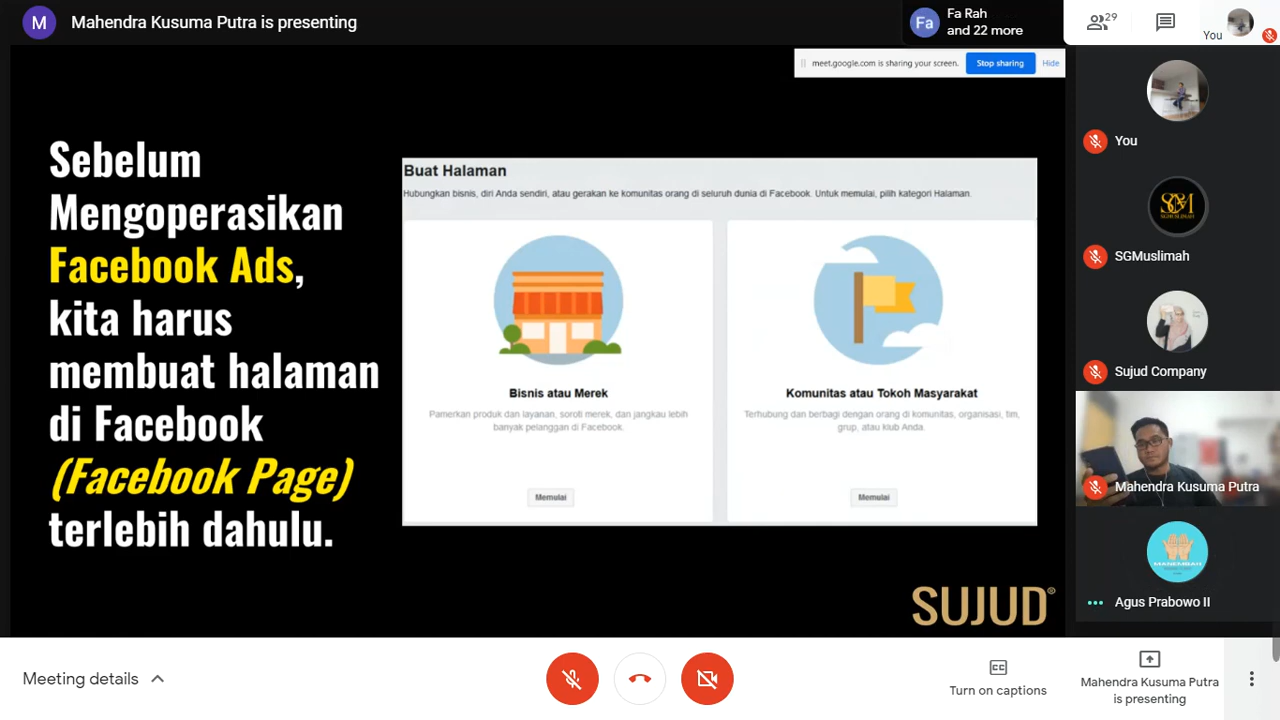 M
Mahendra Kusuma Putra is presenting
Fa
Fa Rah
and 22 more
29
You
meet.google.com is sharing your screen.
Stop sharing
Hide
Sebelum
Mengoperasikan
Facebook Ads,
kita harus
membuat halaman
di Facebook
(Facebook Page)
terlebih dahulu.
Buat Halaman
Hubungkan bisnis, diri Anda sendiri, atau gerakan ke komunitas orang di seluruh dunia di Facebook. Untuk memulai, pilih kategori Halaman.
Bisnis atau Merek
Pamerkan produk dan layanan, soroti merek, dan jangkau lebih
banyak pelanggan di Facebook.
Memulai
Komunitas atau Tokoh Masyarakat
Terhubung dan berbagi dengan orang di komunitas, organisasi, tim,
grup, atau klub Anda.
Memulai
SUJUD®
You
SGMUSLIMAH
SGMuslimah
Sujud Company
Mahendra Kusuma Putra
MANEMBAH
Agus Prabowo II
Meeting details
CC
Turn on captions
Mahendra Kusuma Putra
is presenting